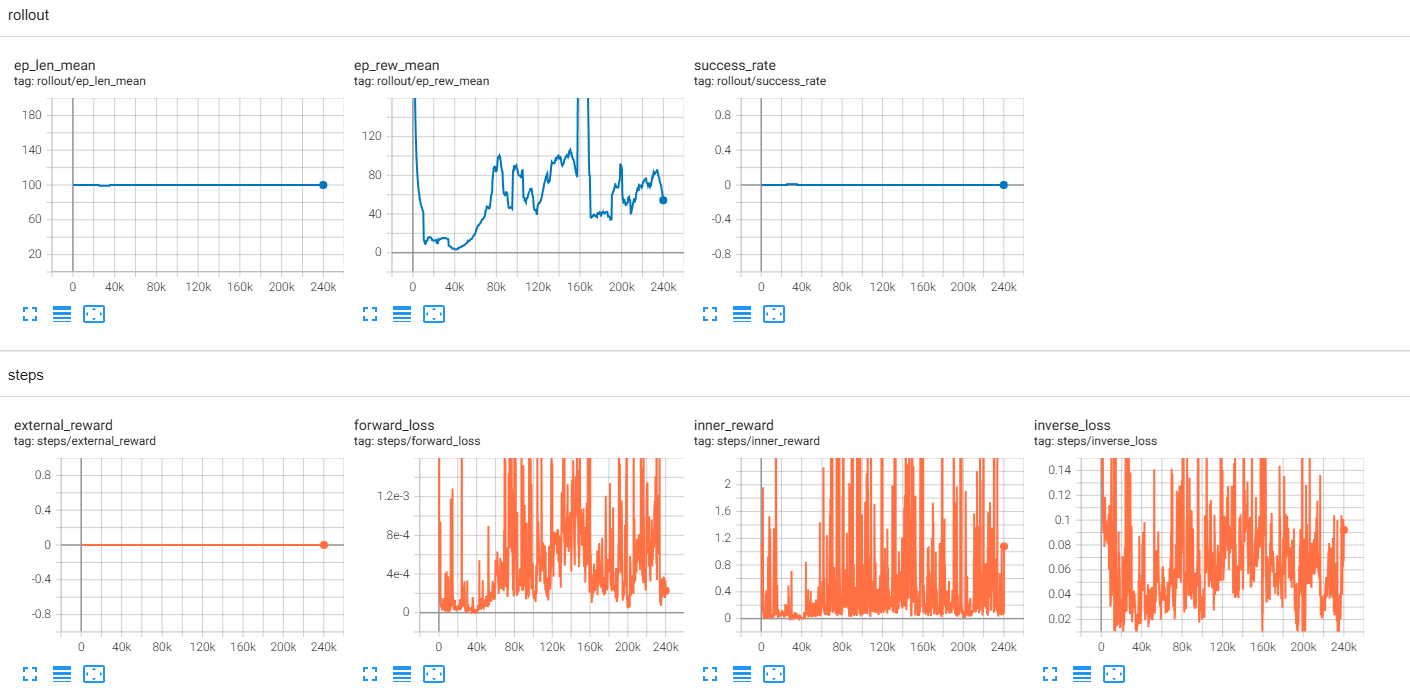 rollout
ep_len_mean
tag: rollout/ep_len_mean
180
140
100
60
20
0 40k 80k 120k 160k 200k 240k
ep_rew_mean
tag: rollout/ep_rew_mean
120
80
40
0
0 40k 80k 120k 160k 200k 240k
success_rate
tag: rollout/success_rate
0.8
0.4
0
-0.4
-0.8
0 40k 80k 120k 160k 200k 240k
steps
external_reward
tag: steps/external_reward
0.8
0.4
0
-0.4
-0.8
0 40k 80k 120k 160k 200k 240k
forward_loss
tag: steps/forward_loss
1.2e-3
8e-4
4e-4
0
0 40k 80k 120k 160k 200k 240k
inner_reward
tag: steps/inner_reward
2
1.6
1.2
0.8
0.4
0
0 40k 80k 120k 160k 200k 240k
inverse_loss
tag: steps/inverse_loss
0.14
0.12
0.1
0.08
0.06
0.04
0.02
0 40k 80k 120k 160k 200k 240k